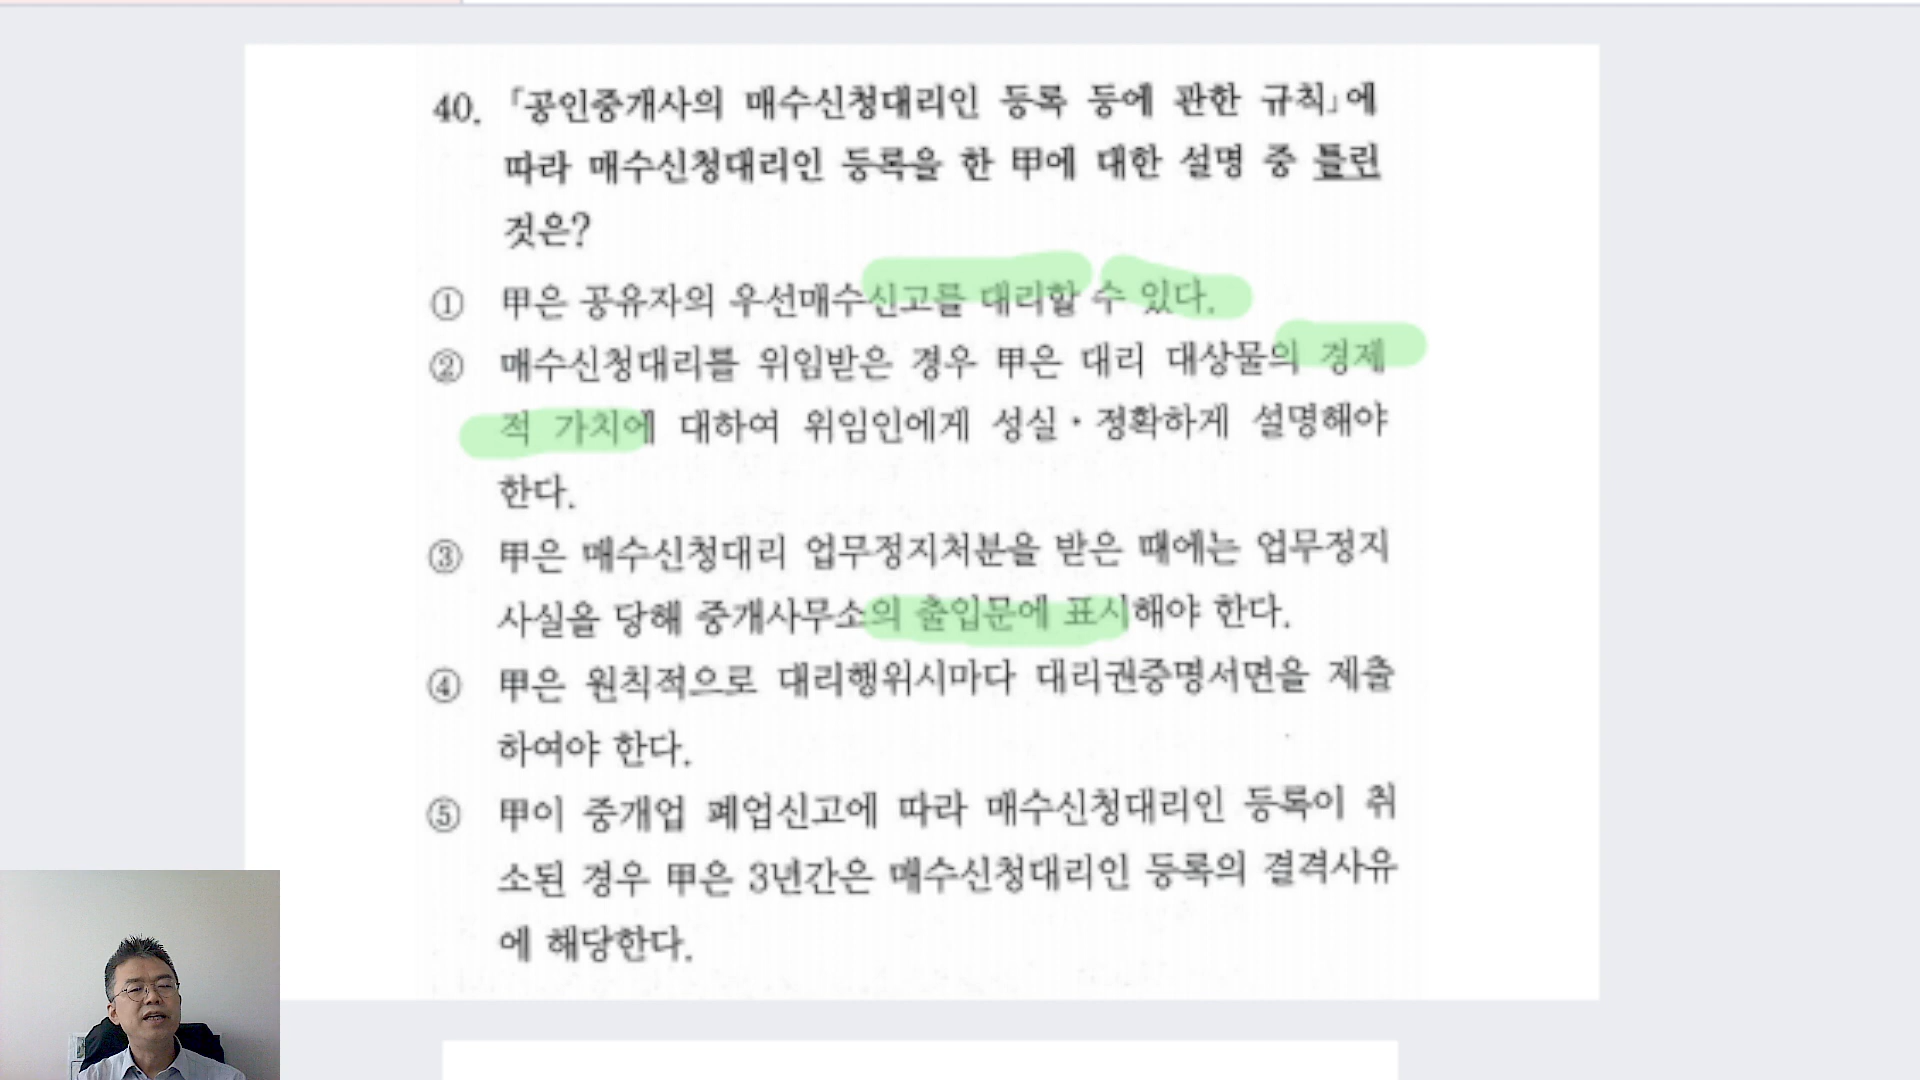 40. 「공인중개사의 매수신청대리인 등록 등에 관한 규칙」에
따라 매수신청대리인 등록을 한 甲에 대한 설명 중 틀린
것은?
① 甲은 공유자의 우선매수신고를 대리할 수 있다.
② 매수신청대리를 위임받은 경우 甲은 대리 대상물의 경제
적 가치에 대하여 위임인에게 성실·정확하게 설명해야
한다.
③ 甲은 매수신청대리 업무정지처분을 받은 때에는 업무정지
사실을 당해 중개사무소의 출입문에 표시해야 한다.
④ 甲은 원칙적으로 대리행위시마다 대리권증명서면을 제출
하여야 한다.
⑤ 甲이 중개업 폐업신고에 따라 매수신청대리인 등록이 취
소된 경우 甲은 3년간은 매수신청대리인 등록의 결격사유
에 해당한다.